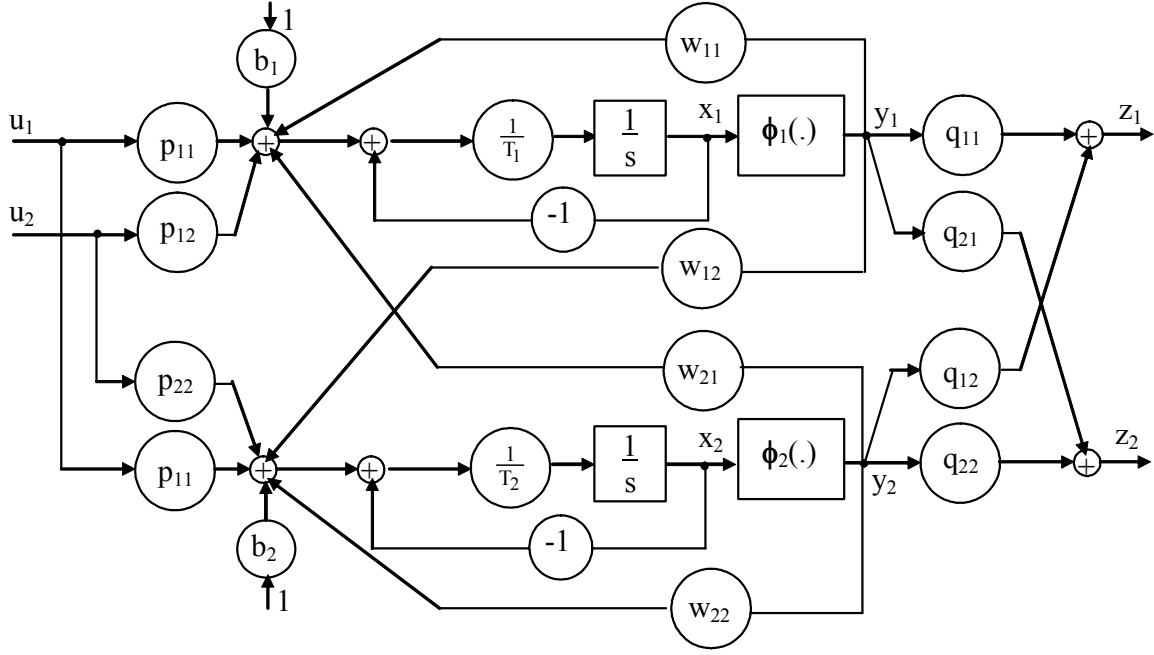 1
b₁
w₁₁
u₁
p₁₁
1/T₁
1/s
x₁
ϕ₁(.)
y₁
q₁₁
z₁
-1
u₂
p₁₂
q₂₁
w₁₂
p₂₂
w₂₁
q₁₂
p₁₁
1/T₂
1/s
x₂
ϕ₂(.)
y₂
q₂₂
z₂
-1
b₂
1
w₂₂